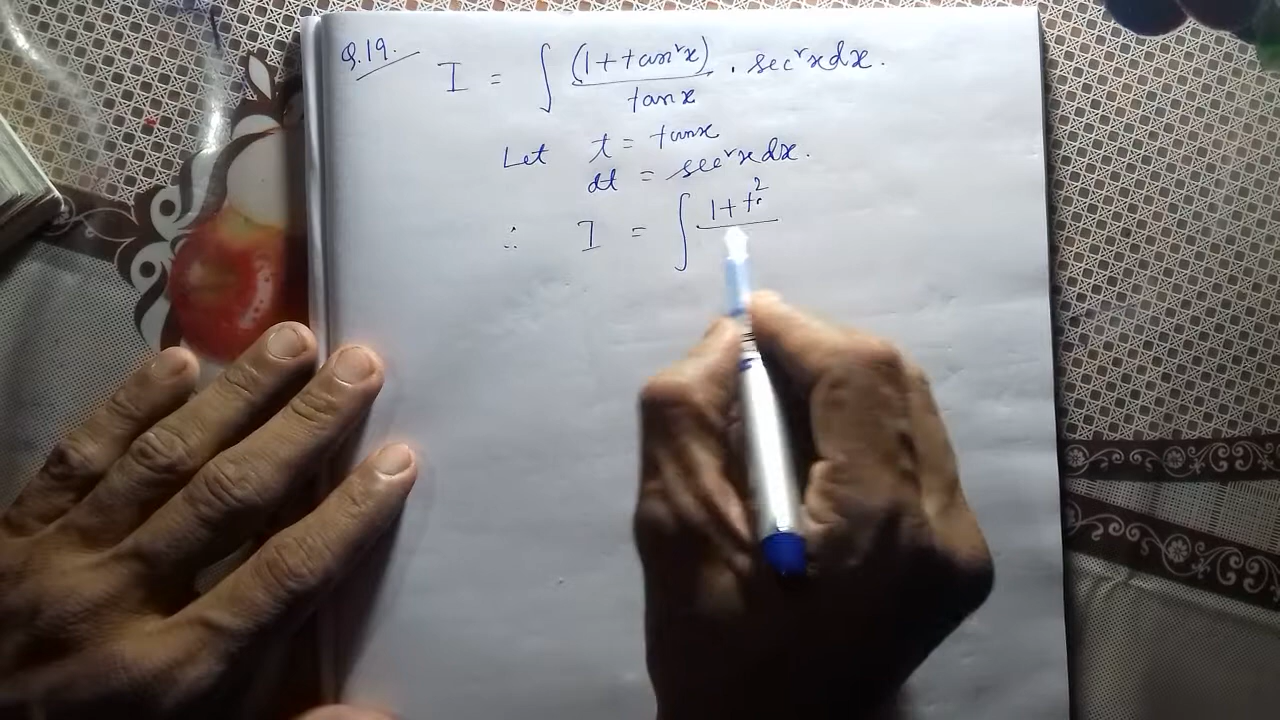 Q.19. I = ∫ (1+tan²x)/tanx . sec²x dx.
Let t = tanx
dt = sec²x dx.
∴ I = ∫ 1+t²